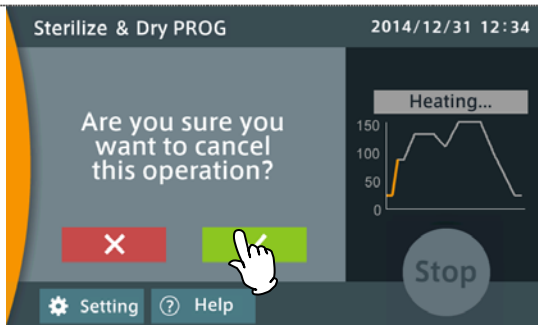 Sterilize & Dry PROG
2014/12/31 12:34
Are you sure you
want to cancel
this operation?
Heating...
150
100
50
0
Stop
Setting
? Help